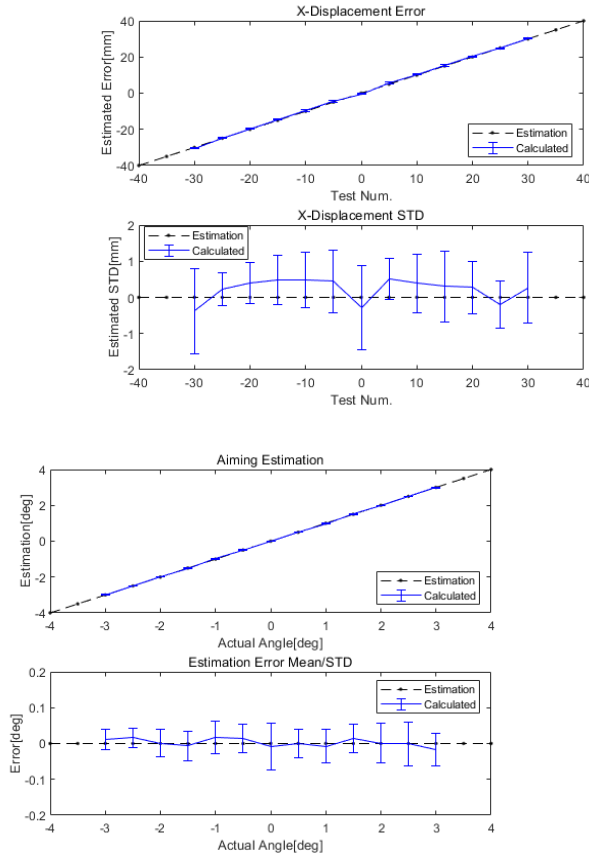 X-Displacement Error
Estimated Error[mm]
40
20
0
-20
-40
-40 -30 -20 -10 0 10 20 30 40
Test Num.
Estimation
Calculated
X-Displacement STD
Estimated STD[mm]
2
1
0
-1
-2
-40 -30 -20 -10 0 10 20 30 40
Test Num.
Estimation
Calculated
Aiming Estimation
Estimation[deg]
4
2
0
-2
-4
-4 -3 -2 -1 0 1 2 3 4
Actual Angle[deg]
Estimation
Calculated
Estimation Error Mean/STD
Error[deg]
0.2
0.1
0
-0.1
-0.2
-4 -3 -2 -1 0 1 2 3 4
Actual Angle[deg]
Estimation
Calculated